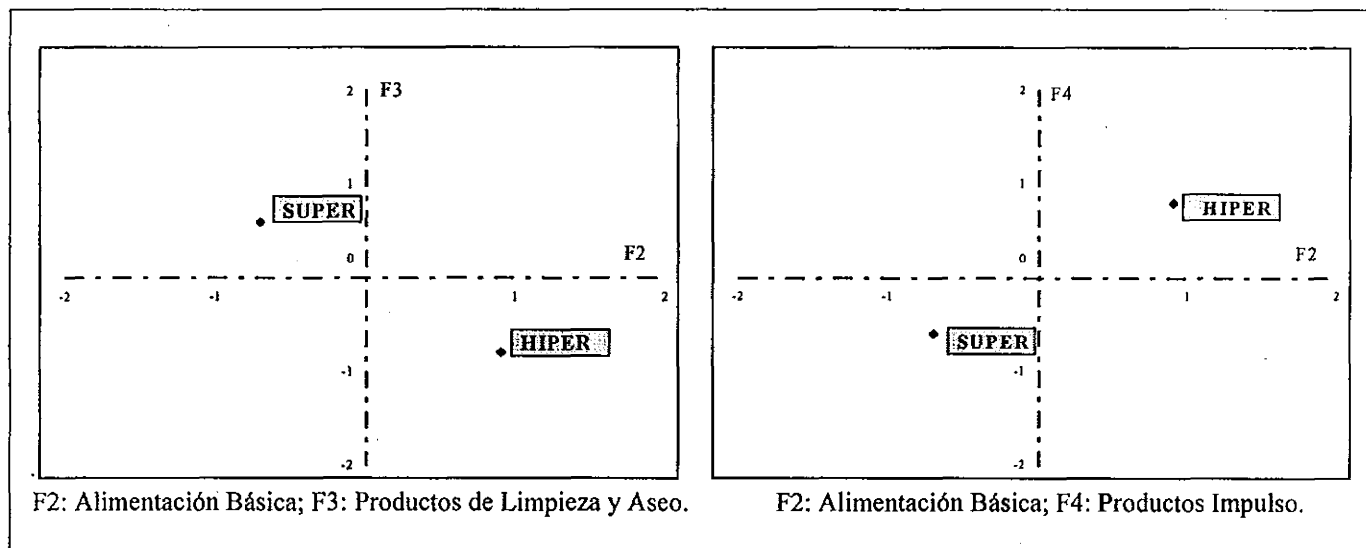 2
F3
1
SUPER
0
F2
-2
-1
1
2
HIPER
-1
-2
F2: Alimentación Básica; F3: Productos de Limpieza y Aseo.
2
F4
1
HIPER
0
F2
-2
-1
1
2
SUPER
-1
-2
F2: Alimentación Básica; F4: Productos Impulso.